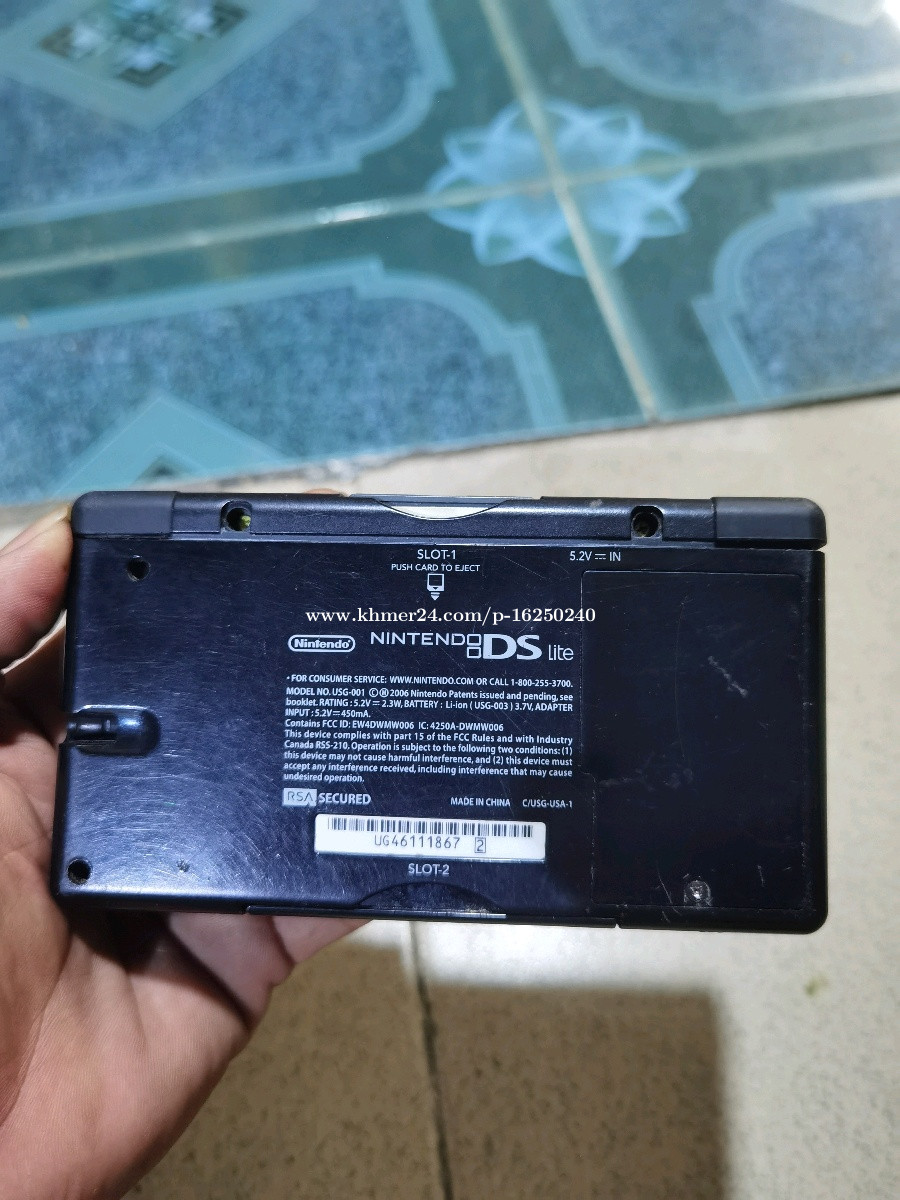 SLOT-1
5.2V ⎓ IN
PUSH CARD TO EJECT
www.khmer24.com/p-16250240
Nintendo® NINTENDO DS Lite
• FOR CONSUMER SERVICE: WWW.NINTENDO.COM OR CALL 1-800-255-3700.
MODEL NO. USG-001 ©Ⓜ2006 Nintendo Patents issued and pending, see
booklet. RATING : 5.2V⎓ 2.3W, BATTERY : Li-ion ( USG-003 ) 3.7V, ADAPTER
INPUT : 5.2V⎓450mA.
Contains FCC ID: EW4DWMW006 IC: 4250A-DWMW006
This device complies with part 15 of the FCC Rules and with Industry
Canada RSS-210. Operation is subject to the following two conditions: (1)
this device may not cause harmful interference, and (2) this device must
accept any interference received, including interference that may cause
undesired operation.
RSA SECURED
MADE IN CHINA C/USG-USA-1
UG46111867 2
SLOT-2